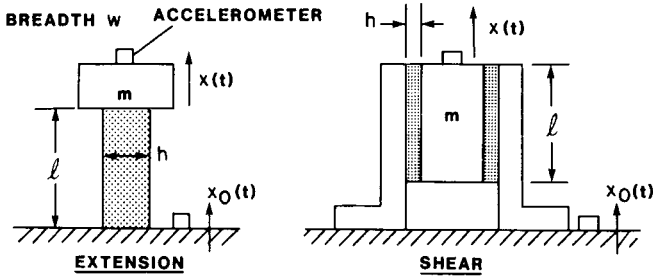 BREADTH W
ACCELEROMETER
m
x(t)
ℓ
h
x₀(t)
EXTENSION
h
x(t)
m
ℓ
x₀(t)
SHEAR